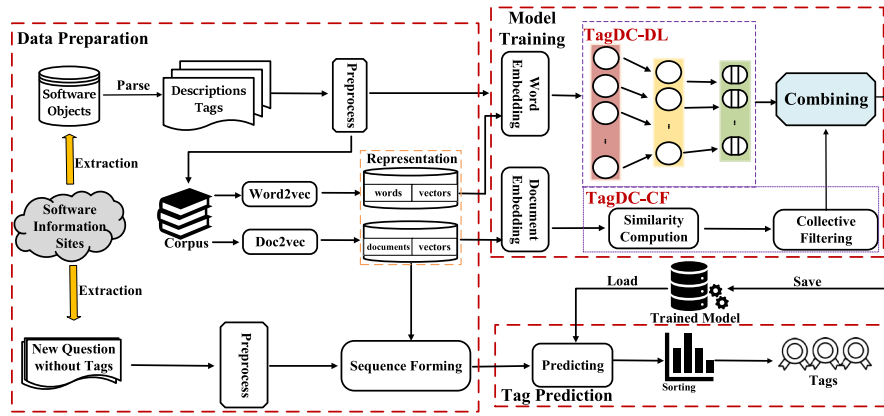 Data Preparation
Software
Objects
Parse
Descriptions
Tags
Preprocess
Extraction
Software
Information
Sites
Extraction
Corpus
Word2vec
Doc2vec
Representation
words vectors
documents vectors
New Question
without Tags
Preprocess
Sequence Forming
Model
Training
Word
Embedding
Document
Embedding
TagDC-DL
Combining
TagDC-CF
Similarity
Compution
Collective
Filtering
Load
Save
Trained Model
Predicting
Tag Prediction
Sorting
Tags